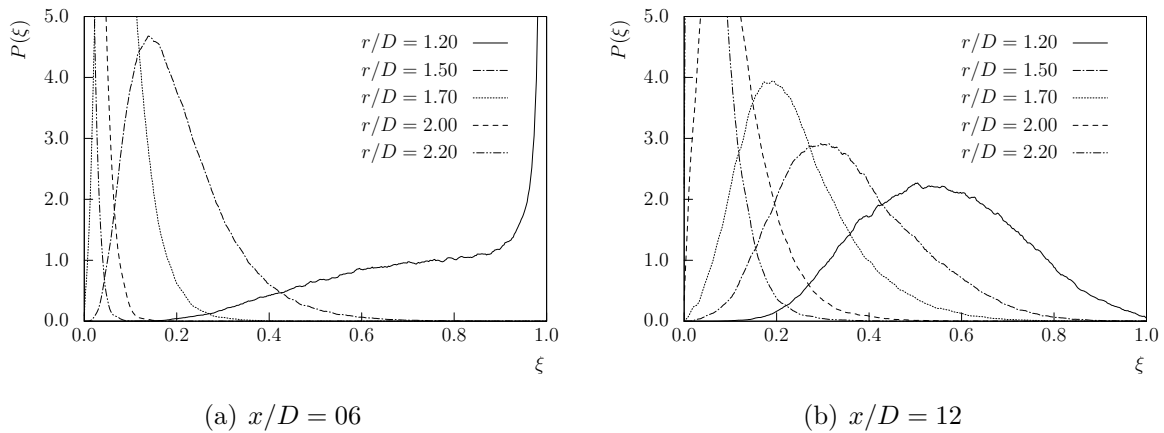 P(ξ)
5.0
4.0
3.0
2.0
1.0
0.0
0.0 0.2 0.4 0.6 0.8 1.0
ξ
r/D = 1.20
r/D = 1.50
r/D = 1.70
r/D = 2.00
r/D = 2.20
(a) x/D = 06
P(ξ)
5.0
4.0
3.0
2.0
1.0
0.0
0.0 0.2 0.4 0.6 0.8 1.0
ξ
r/D = 1.20
r/D = 1.50
r/D = 1.70
r/D = 2.00
r/D = 2.20
(b) x/D = 12